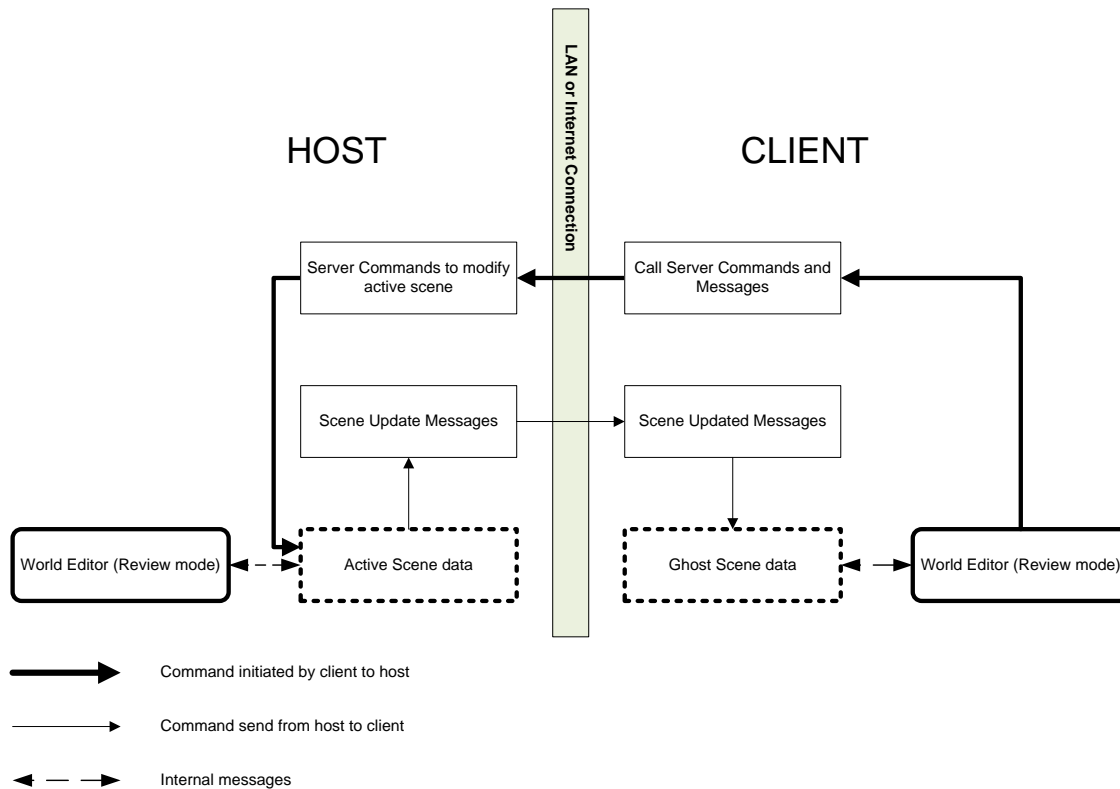 LAN or Internet Connection
HOST
CLIENT
Server Commands to modify
active scene
Call Server Commands and
Messages
Scene Update Messages
Scene Updated Messages
World Editor (Review mode)
Active Scene data
Ghost Scene data
World Editor (Review mode)
Command initiated by client to host
Command send from host to client
Internal messages